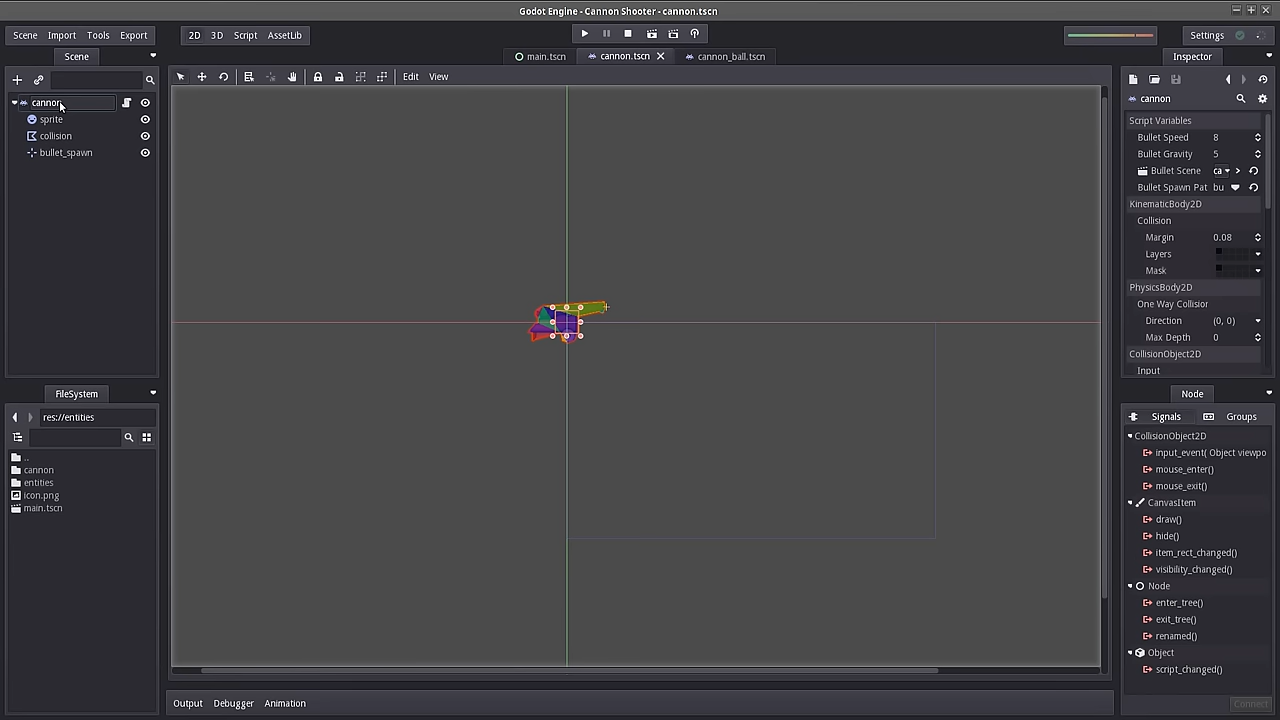 Godot Engine - Cannon Shooter - cannon.tscn
Scene Import Tools Export 2D 3D Script AssetLib Settings
Scene main.tscn cannon.tscn cannon_ball.tscn Inspector
Edit View
cannon
sprite
collision
bullet_spawn
cannon
Script Variables
Bullet Speed 8
Bullet Gravity 5
Bullet Scene ca
Bullet Spawn Pat bu
KinematicBody2D
Collision
Margin 0.08
Layers
Mask
PhysicsBody2D
One Way Collisior
Direction (0, 0)
Max Depth 0
CollisionObject2D
Input
FileSystem
res://entities
..
cannon
entities
icon.png
main.tscn
Node
Signals Groups
CollisionObject2D
input_event( Object viewpo
mouse_enter()
mouse_exit()
CanvasItem
draw()
hide()
item_rect_changed()
visibility_changed()
Node
enter_tree()
exit_tree()
renamed()
Object
script_changed()
Connect
Output Debugger Animation